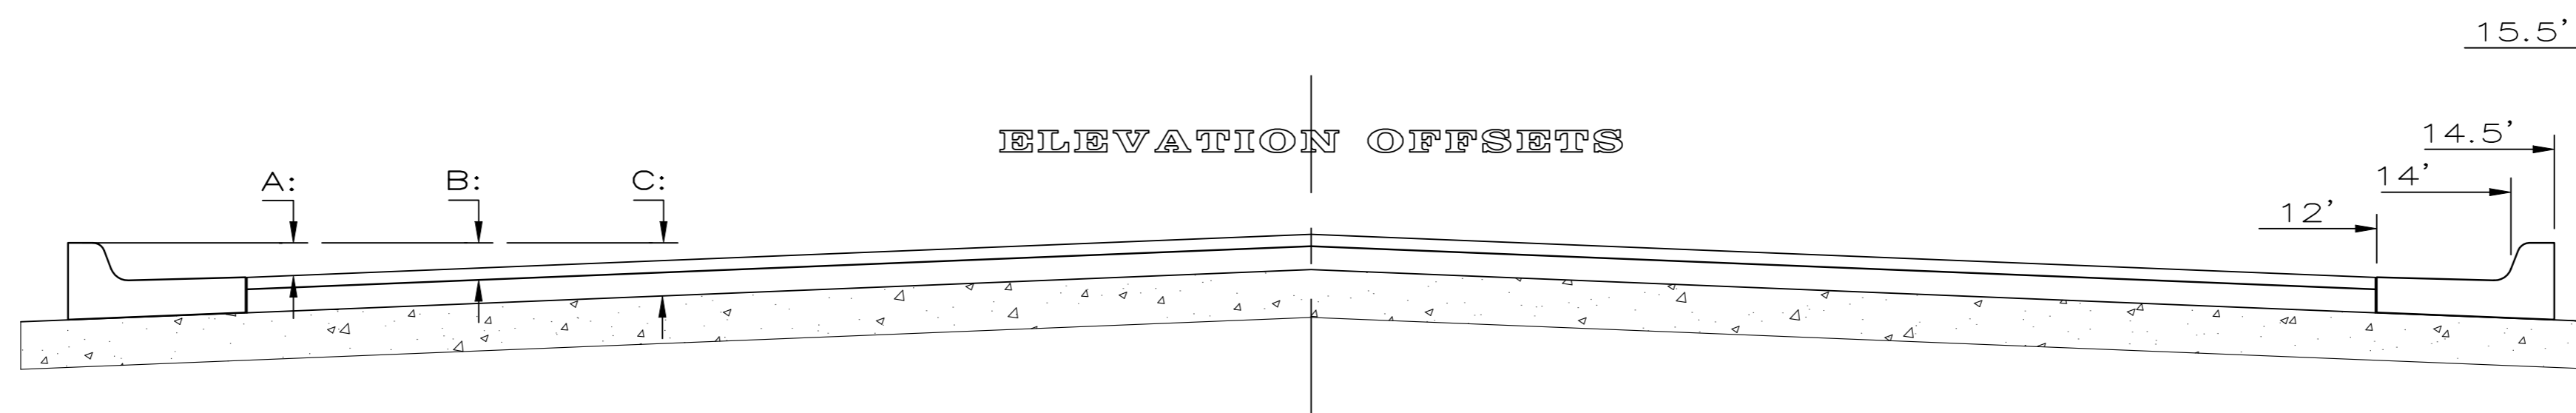 15.5'
ELEVATION OFFSETS
14.5'
A: B: C:
14'
12'